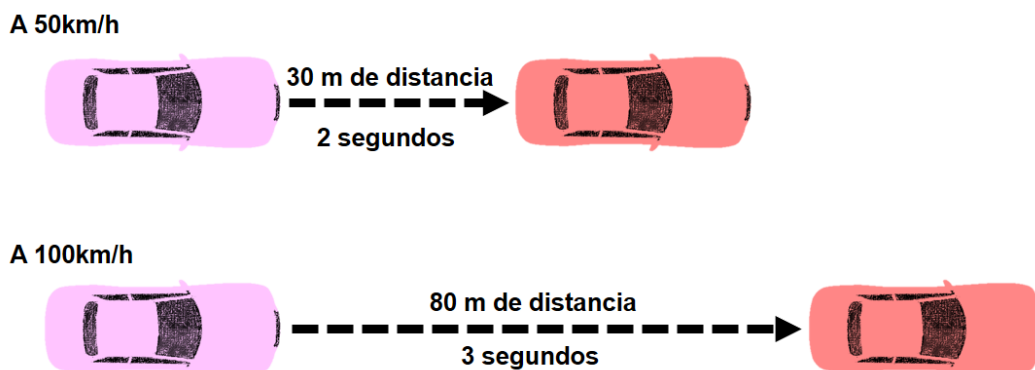 A 50km/h
30 m de distancia
2 segundos
A 100km/h
80 m de distancia
3 segundos